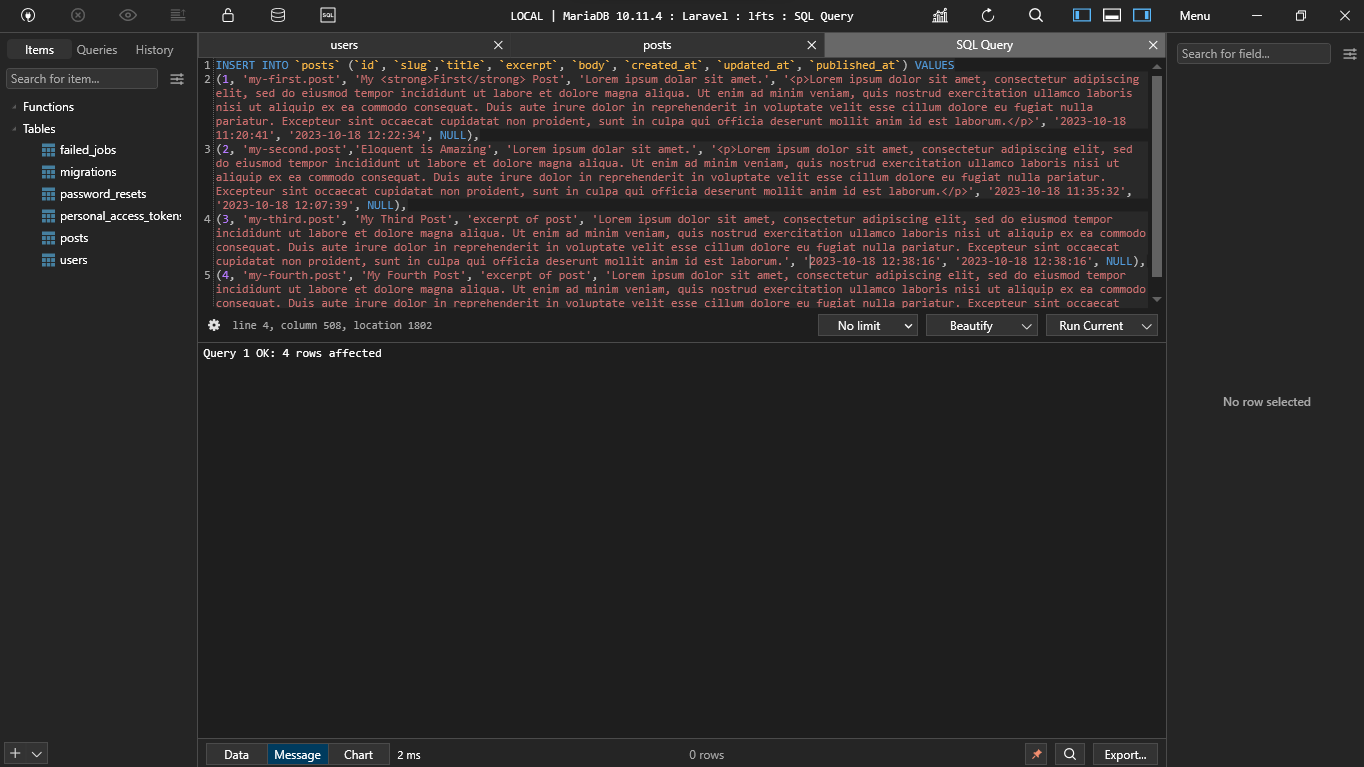 SQL
LOCAL | MariaDB 10.11.4 : Laravel : lfts : SQL Query
Menu
Items Queries History
Search for item...
Functions
Tables
failed_jobs
migrations
password_resets
personal_access_tokens
posts
users
users posts SQL Query
1 INSERT INTO `posts` (`id`, `slug`,`title`, `excerpt`, `body`, `created_at`, `updated_at`, `published_at`) VALUES
2 (1, 'my-first.post', 'My <strong>First</strong> Post', 'Lorem ipsum dolar sit amet.', '<p>Lorem ipsum dolor sit amet, consectetur adipiscing
elit, sed do eiusmod tempor incididunt ut labore et dolore magna aliqua. Ut enim ad minim veniam, quis nostrud exercitation ullamco laboris
nisi ut aliquip ex ea commodo consequat. Duis aute irure dolor in reprehenderit in voluptate velit esse cillum dolore eu fugiat nulla
pariatur. Excepteur sint occaecat cupidatat non proident, sunt in culpa qui officia deserunt mollit anim id est laborum.</p>', '2023-10-18
11:20:41', '2023-10-18 12:22:34', NULL),
3 (2, 'my-second.post','Eloquent is Amazing', 'Lorem ipsum dolar sit amet.', '<p>Lorem ipsum dolor sit amet, consectetur adipiscing elit, sed
do eiusmod tempor incididunt ut labore et dolore magna aliqua. Ut enim ad minim veniam, quis nostrud exercitation ullamco laboris nisi ut
aliquip ex ea commodo consequat. Duis aute irure dolor in reprehenderit in voluptate velit esse cillum dolore eu fugiat nulla pariatur.
Excepteur sint occaecat cupidatat non proident, sunt in culpa qui officia deserunt mollit anim id est laborum.</p>', '2023-10-18 11:35:32',
'2023-10-18 12:07:39', NULL),
4 (3, 'my-third.post', 'My Third Post', 'excerpt of post', 'Lorem ipsum dolor sit amet, consectetur adipiscing elit, sed do eiusmod tempor
incididunt ut labore et dolore magna aliqua. Ut enim ad minim veniam, quis nostrud exercitation ullamco laboris nisi ut aliquip ex ea commodo
consequat. Duis aute irure dolor in reprehenderit in voluptate velit esse cillum dolore eu fugiat nulla pariatur. Excepteur sint occaecat
cupidatat non proident, sunt in culpa qui officia deserunt mollit anim id est laborum.', '2023-10-18 12:38:16', '2023-10-18 12:38:16', NULL),
5 (4, 'my-fourth.post', 'My Fourth Post', 'excerpt of post', 'Lorem ipsum dolor sit amet, consectetur adipiscing elit, sed do eiusmod tempor
incididunt ut labore et dolore magna aliqua. Ut enim ad minim veniam, quis nostrud exercitation ullamco laboris nisi ut aliquip ex ea commodo
consequat. Duis aute irure dolor in reprehenderit in voluptate velit esse cillum dolore eu fugiat nulla pariatur. Excepteur sint occaecat
line 4, column 508, location 1802
No limit Beautify Run Current
Query 1 OK: 4 rows affected
Data Message Chart 2 ms
0 rows
Export...
Search for field...
No row selected